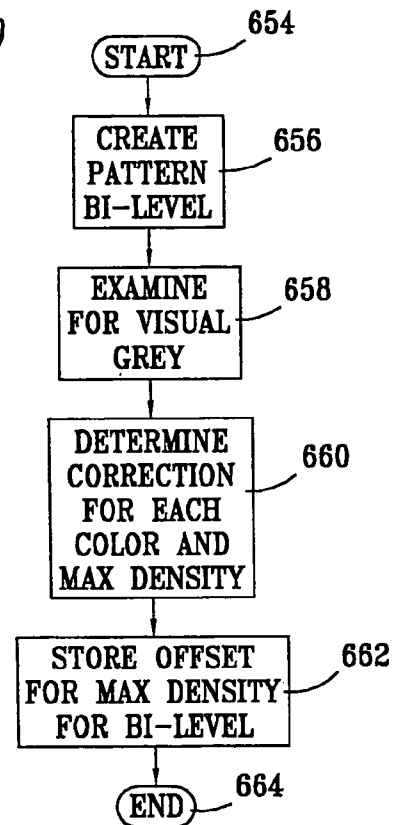 START
654
CREATE
PATTERN
BI-LEVEL
656
EXAMINE
FOR VISUAL
GREY
658
DETERMINE
CORRECTION
FOR EACH
COLOR AND
MAX DENSITY
660
STORE OFFSET
FOR MAX DENSITY
FOR BI-LEVEL
662
END
664